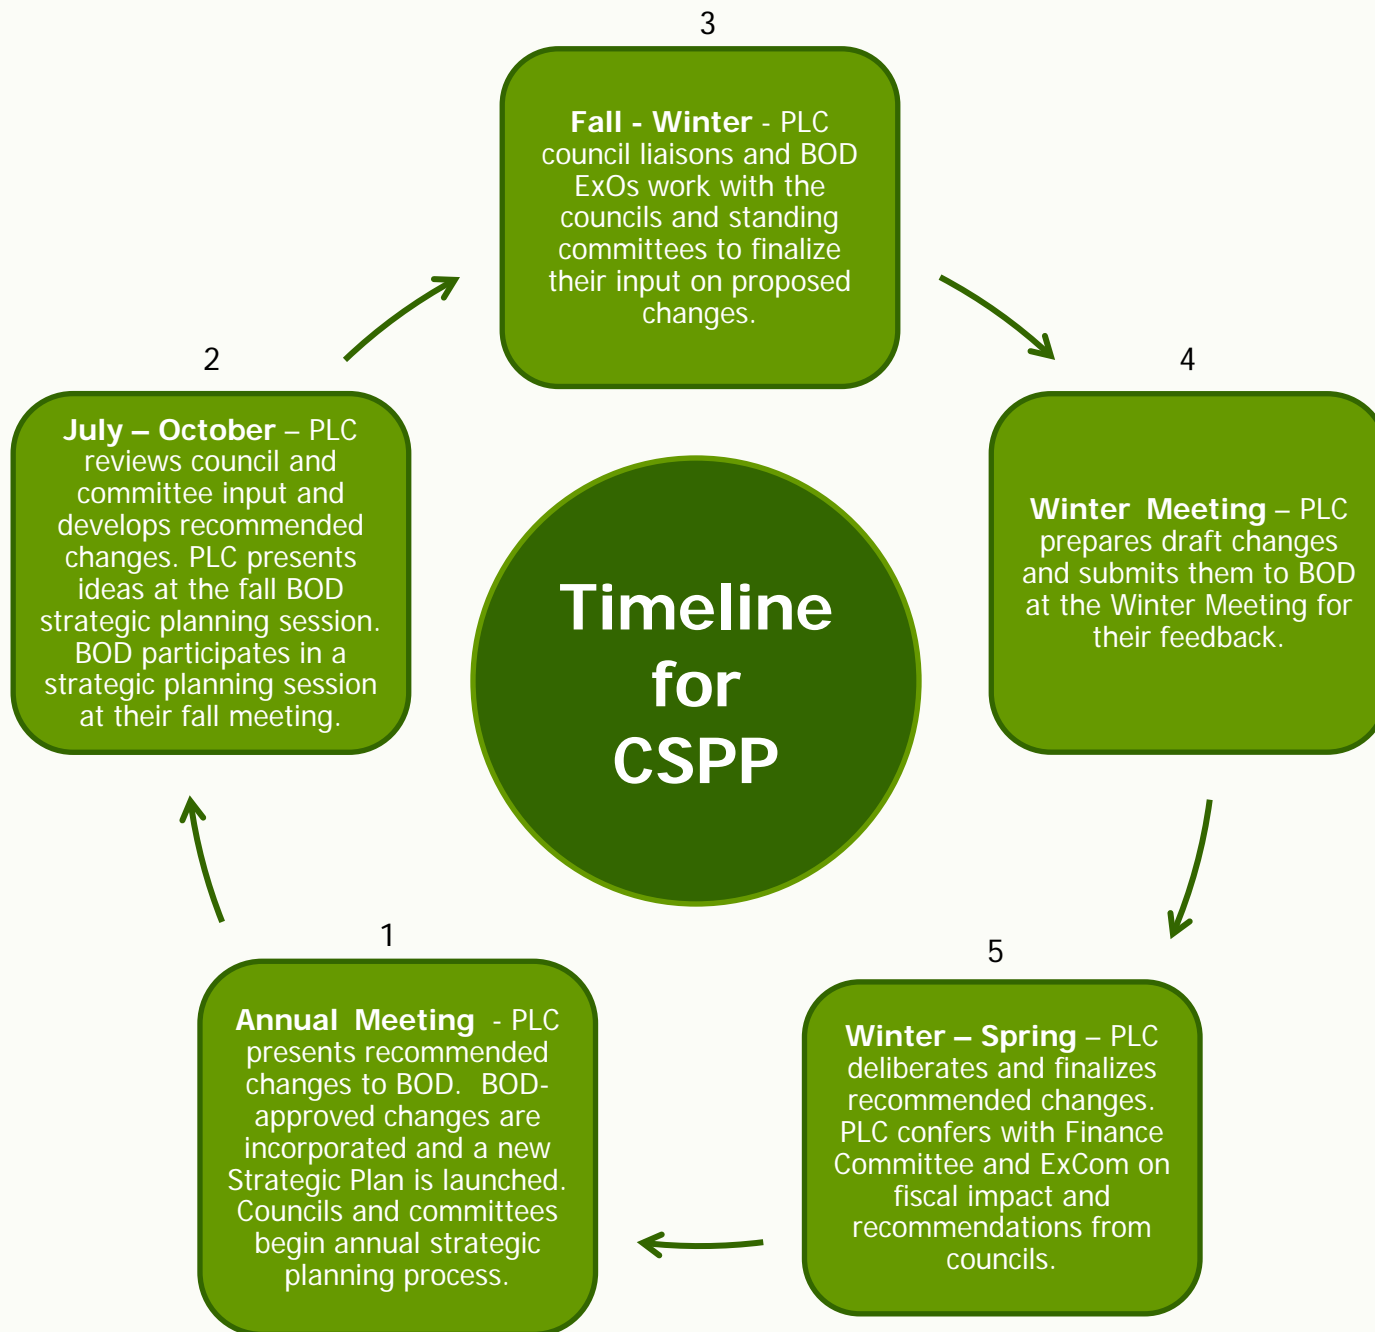 3
Fall - Winter - PLC
council liaisons and BOD
ExOs work with the
councils and standing
committees to finalize
their input on proposed
changes.
2
July – October – PLC
reviews council and
committee input and
develops recommended
changes. PLC presents
ideas at the fall BOD
strategic planning session.
BOD participates in a
strategic planning session
at their fall meeting.
4
Winter Meeting – PLC
prepares draft changes
and submits them to BOD
at the Winter Meeting for
their feedback.
Timeline
for
CSPP
1
Annual Meeting - PLC
presents recommended
changes to BOD. BOD-
approved changes are
incorporated and a new
Strategic Plan is launched.
Councils and committees
begin annual strategic
planning process.
5
Winter – Spring – PLC
deliberates and finalizes
recommended changes.
PLC confers with Finance
Committee and ExCom on
fiscal impact and
recommendations from
councils.